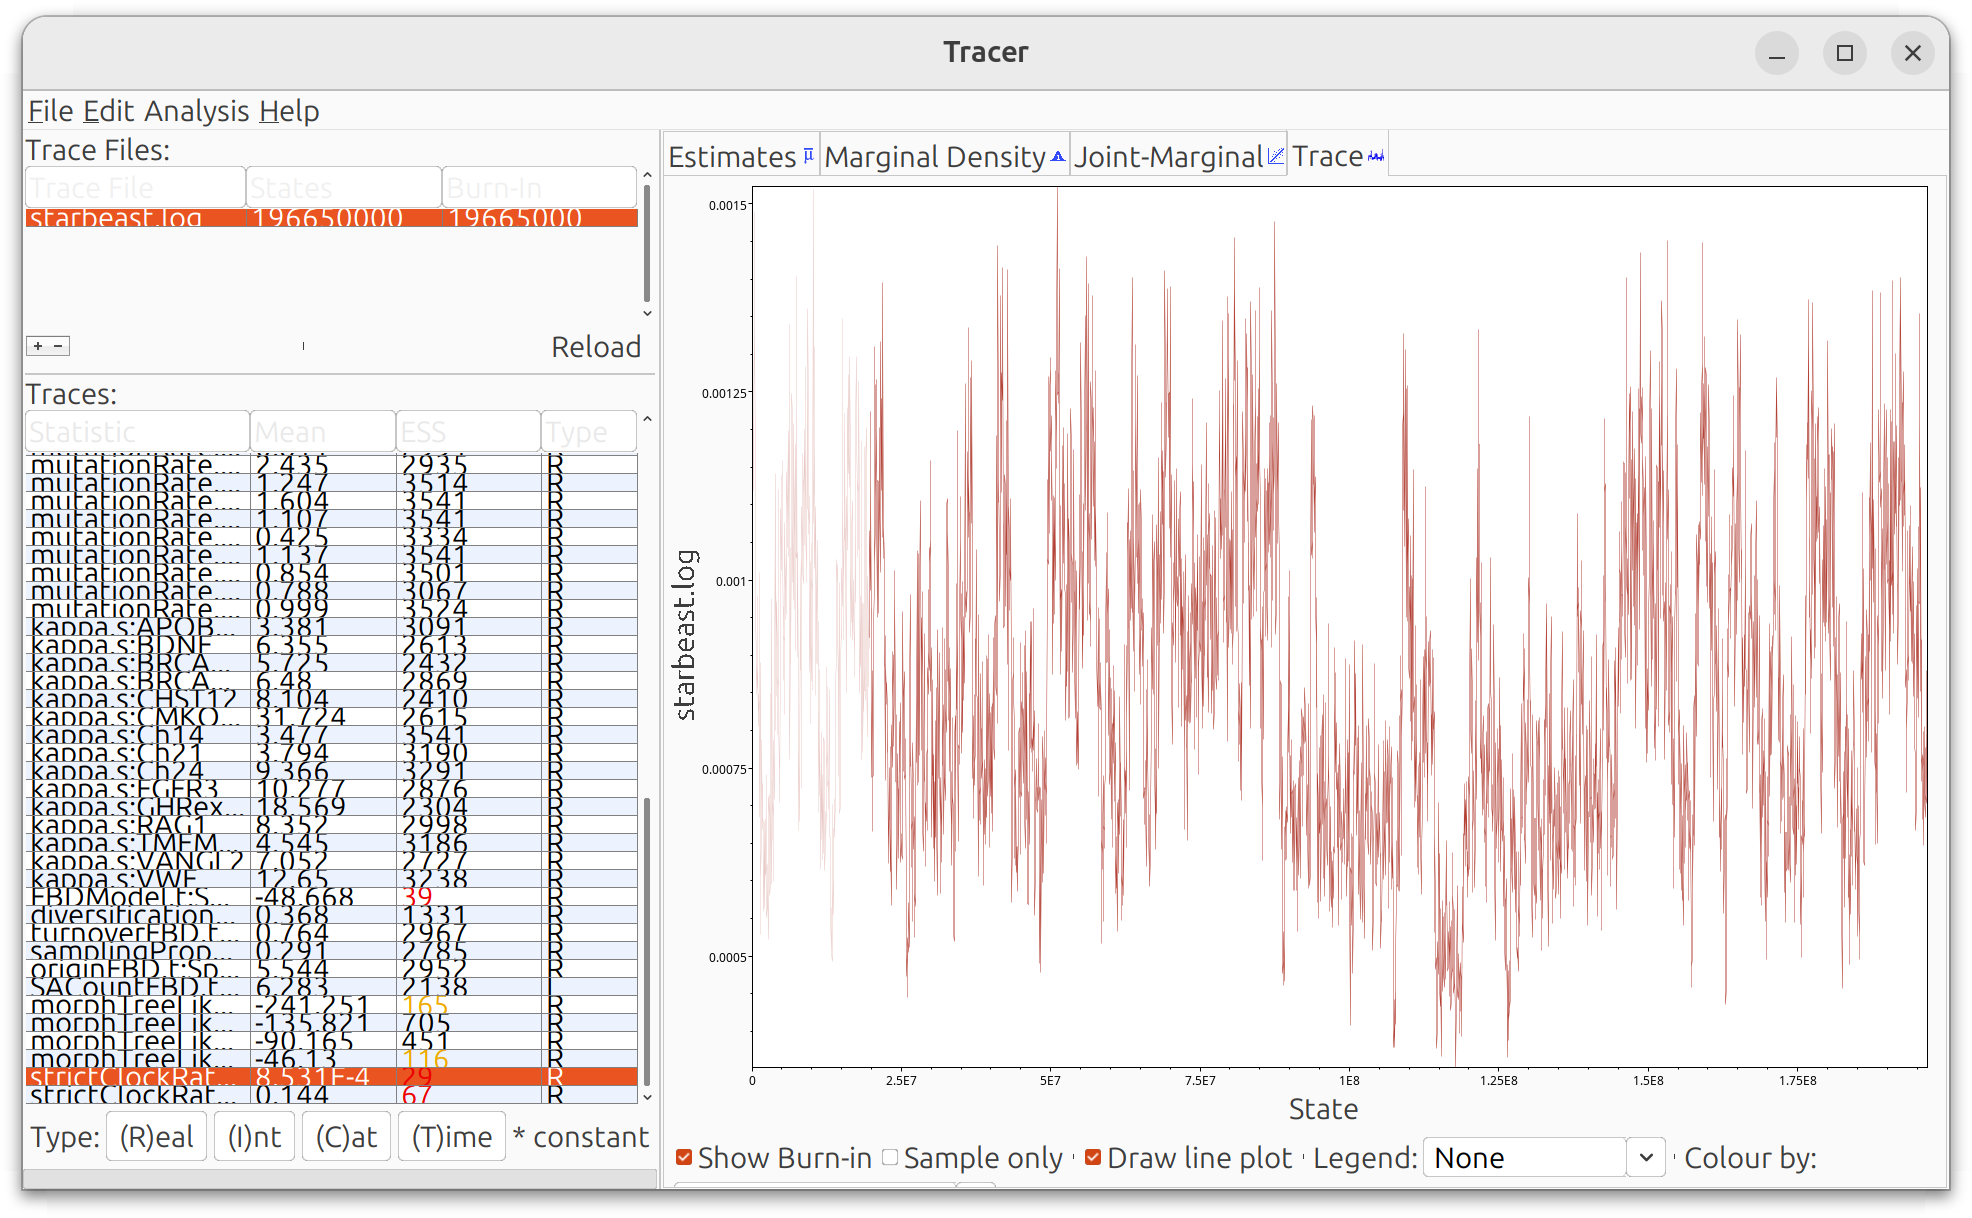 Tracer
File Edit Analysis Help
Trace Files:
Trace File States Burn-In
starbeast.log 196650000 19665000
+ - Reload
Traces:
Statistic Mean ESS Type
mutationRate.... 2.435 2935 R
mutationRate.... 1.247 3514 R
mutationRate.... 1.604 3541 R
mutationRate.... 1.107 3541 R
mutationRate.... 0.425 3334 R
mutationRate.... 1.137 3541 R
mutationRate.... 0.854 3501 R
mutationRate.... 0.788 3067 R
mutationRate.... 0.999 3524 R
kappa.s:APOB... 3.381 3091 R
kappa.s:BDNF 6.355 2613 R
kappa.s:BRCA... 5.725 2432 R
kappa.s:BRCA... 6.48 2869 R
kappa.s:CHST12 8.104 2410 R
kappa.s:CMKO... 31.724 2615 R
kappa.s:Ch14 3.477 3541 R
kappa.s:Ch21 3.794 3190 R
kappa.s:Ch24 9.366 3291 R
kappa.s:FGFR3 10.277 2876 R
kappa.s:GHRex... 18.569 2304 R
kappa.s:RAG1 8.352 2998 R
kappa.s:TMEM... 4.545 3186 R
kappa.s:VANGL2 7.052 2727 R
kappa.s:VWF 12.65 3238 R
FBDModel.t:S... -48.668 39 R
diversification... 0.368 1331 R
turnoverFBD.t... 0.764 2967 R
samplingProp... 0.291 2785 R
originFBD.t:Sp... 5.544 2952 R
SACountFBD.t... 6.283 2138 I
morphTreeLik... -241.251 165 R
morphTreeLik... -135.821 705 R
morphTreeLik... -90.165 451 R
morphTreeLik... -46.13 116 R
strictClockRat... 8.531E-4 29 R
strictClockRat... 0.144 67 R
Type: (R)eal (I)nt (C)at (T)ime * constant
Estimates μ Marginal Density Joint-Marginal Trace
0.0015
0.00125
0.001
0.00075
0.0005
starbeast.log
0 2.5E7 5E7 7.5E7 1E8 1.25E8 1.5E8 1.75E8
State
Show Burn-in Sample only Draw line plot Legend: None Colour by: